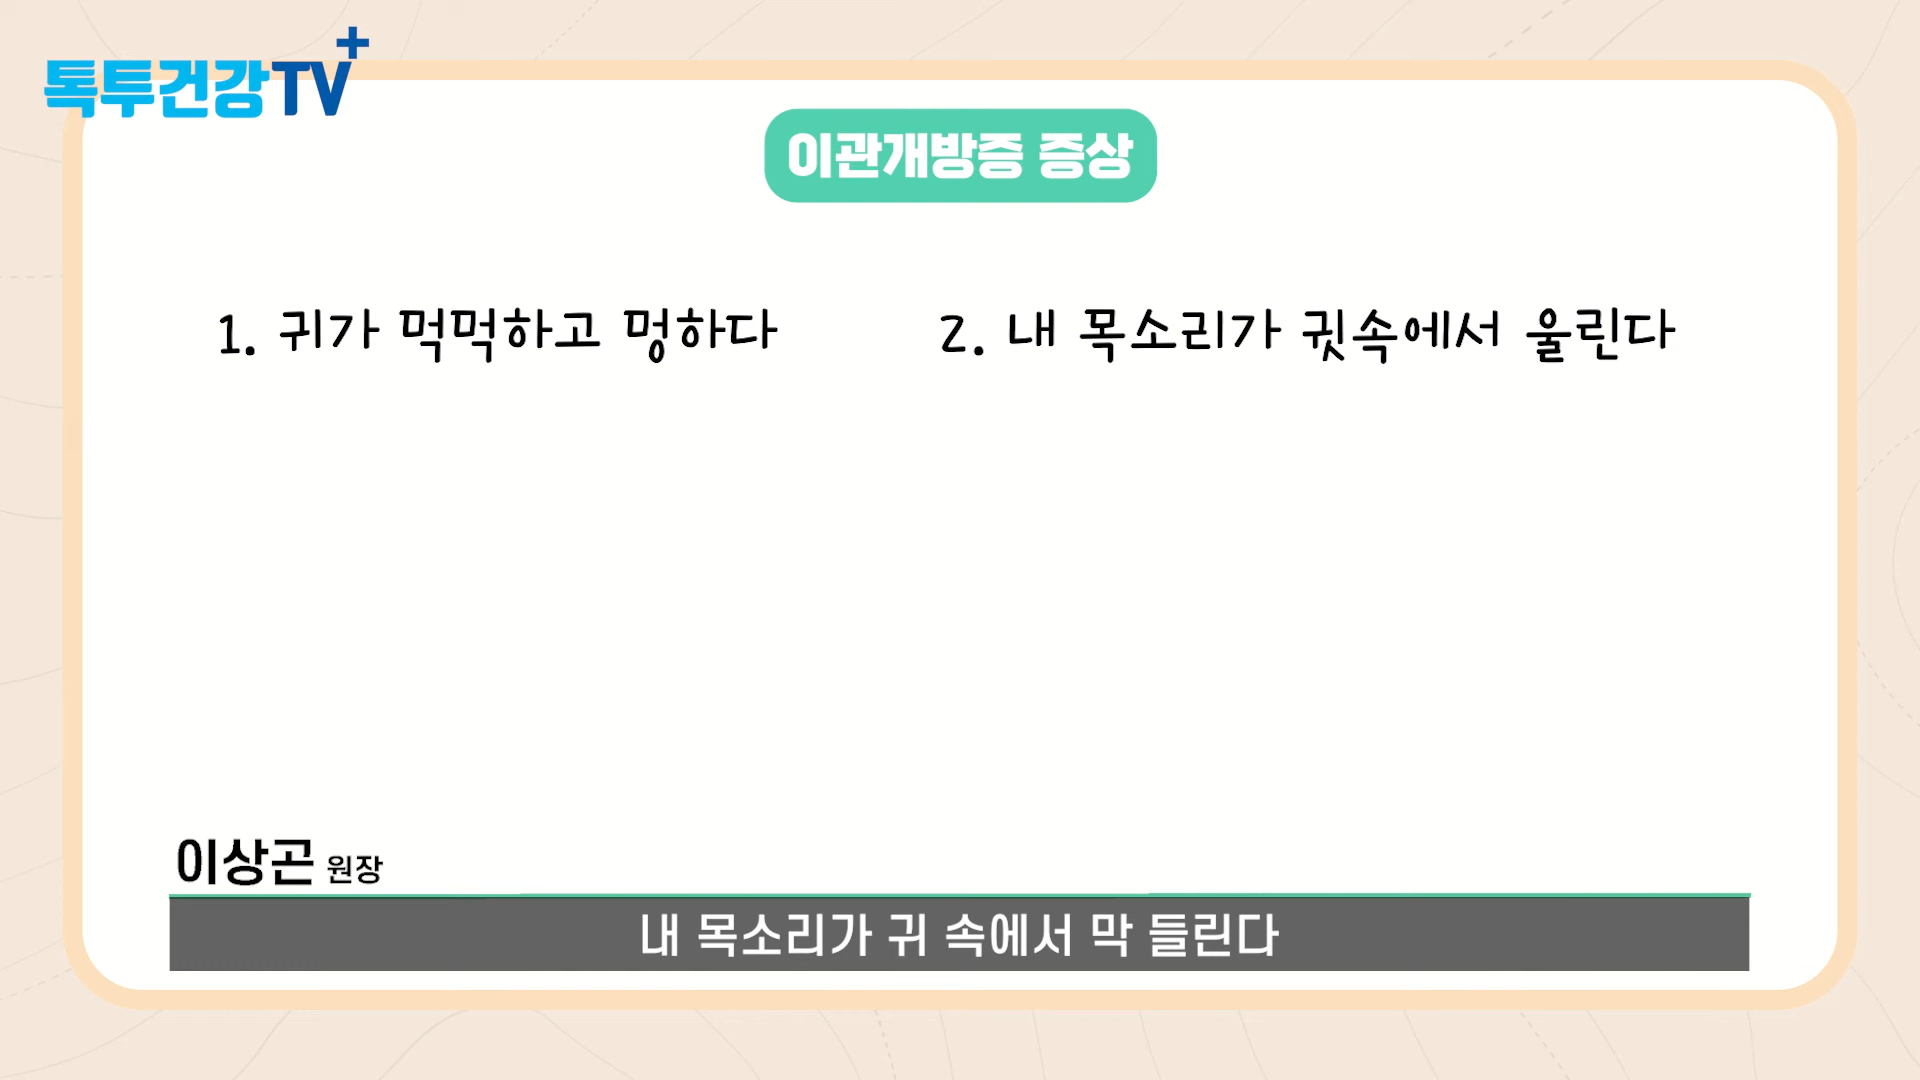 톡투건강TV+
이관개방증 증상
1. 귀가 먹먹하고 멍하다
2. 내 목소리가 귓속에서 울린다
이상곤 원장
내 목소리가 귀 속에서 막 들린다